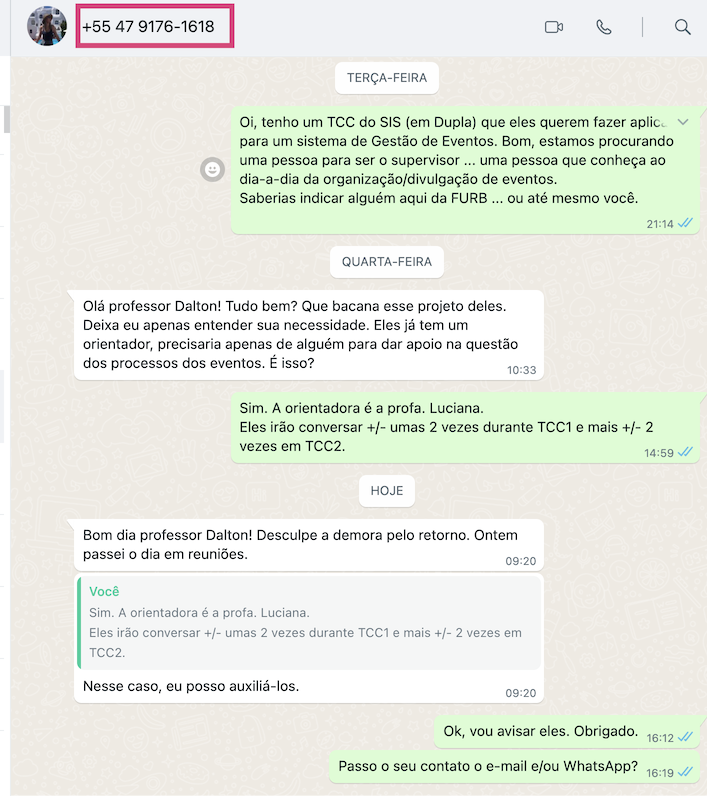 +55 47 9176-1618
TERÇA-FEIRA
Oi, tenho um TCC do SIS (em Dupla) que eles querem fazer aplic
para um sistema de Gestão de Eventos. Bom, estamos procurando
uma pessoa para ser o supervisor ... uma pessoa que conheça ao
dia-a-dia da organização/divulgação de eventos.
Saberias indicar alguém aqui da FURB ... ou até mesmo você.
21:14
QUARTA-FEIRA
Olá professor Dalton! Tudo bem? Que bacana esse projeto deles.
Deixa eu apenas entender sua necessidade. Eles já tem um
orientador, precisaria apenas de alguém para dar apoio na questão
dos processos dos eventos. É isso?
10:33
Sim. A orientadora é a profa. Luciana.
Eles irão conversar +/- umas 2 vezes durante TCC1 e mais +/- 2
vezes em TCC2.
14:59
HOJE
Bom dia professor Dalton! Desculpe a demora pelo retorno. Ontem
passei o dia em reuniões.
09:20
Você
Sim. A orientadora é a profa. Luciana.
Eles irão conversar +/- umas 2 vezes durante TCC1 e mais +/- 2 vezes em
TCC2.
Nesse caso, eu posso auxiliá-los.
09:20
Ok, vou avisar eles. Obrigado.
16:12
Passo o seu contato o e-mail e/ou WhatsApp?
16:19